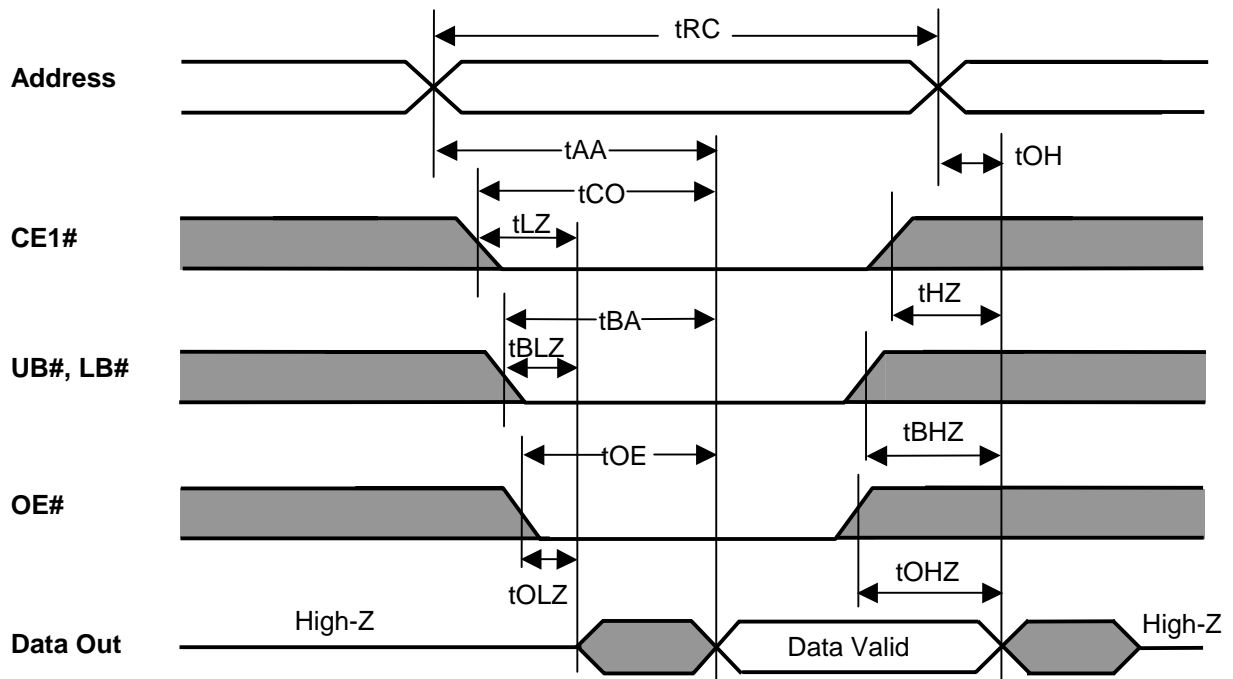 tRC
Address
tAA
tOH
tCO
tLZ
CE1#
tHZ
tBA
tBLZ
UB#, LB#
tBHZ
tOE
OE#
tOHZ
tOLZ
High-Z
High-Z
Data Out
Data Valid